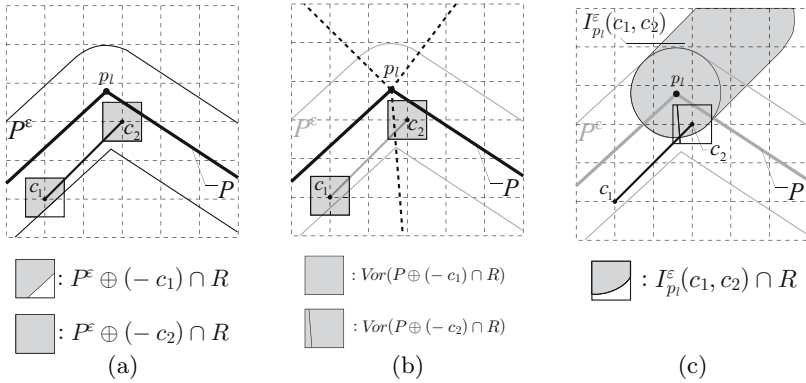 p_l
P^ε
c_1
c_2
P
: P^ε ⊕ (− c_1) ∩ R
: P^ε ⊕ (− c_2) ∩ R
(a)
p_l
P^ε
c_1
c_2
P
: Vor(P ⊕ (− c_1) ∩ R)
: Vor(P ⊕ (− c_2) ∩ R)
(b)
I^ε_{p_l}(c_1, c_2)
p_l
P^ε
c_1
c_2
P
: I^ε_{p_l}(c_1, c_2) ∩ R
(c)